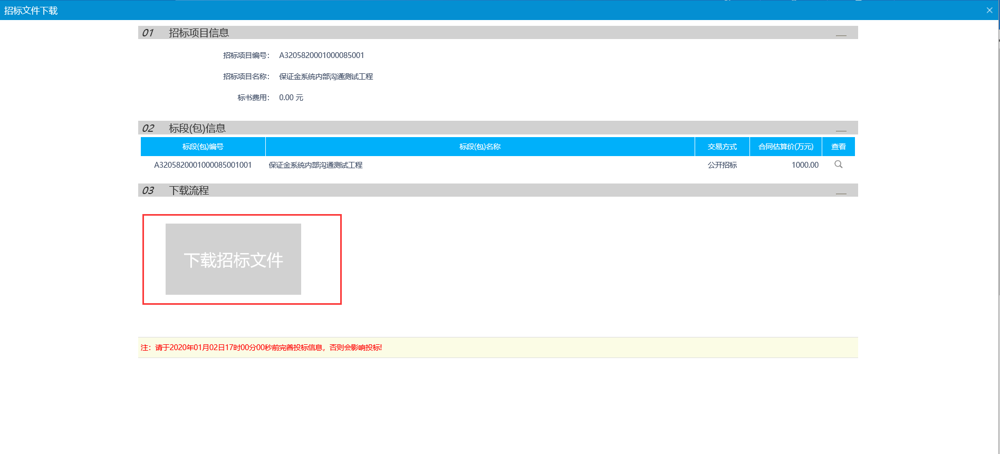 招标文件下载
01 招标项目信息
招标项目编号： A3205820001000085001
招标项目名称： 保证金系统内部沟通测试工程
标书费用： 0.00 元
02 标段(包)信息
标段(包)编号 标段(包)名称 交易方式 合同估算价(万元) 查看
A3205820001000085001001 保证金系统内部沟通测试工程 公开招标 1000.00
03 下载流程
下载招标文件
注：请于2020年01月02日17时00分00秒前完善投标信息，否则会影响投标!